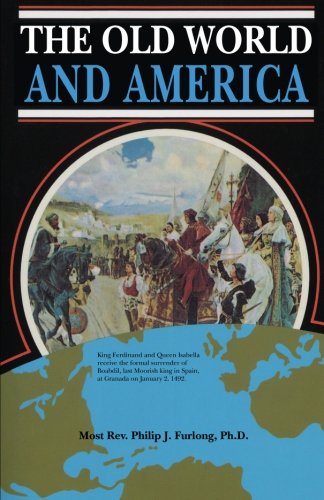 THE OLD WORLD
AND AMERICA
King Ferdinand and Queen Isabella
receive the formal surrender of
Boabdil, last Moorish king in Spain,
at Granada on January 2, 1492.
Most Rev. Philip J. Furlong, Ph.D.